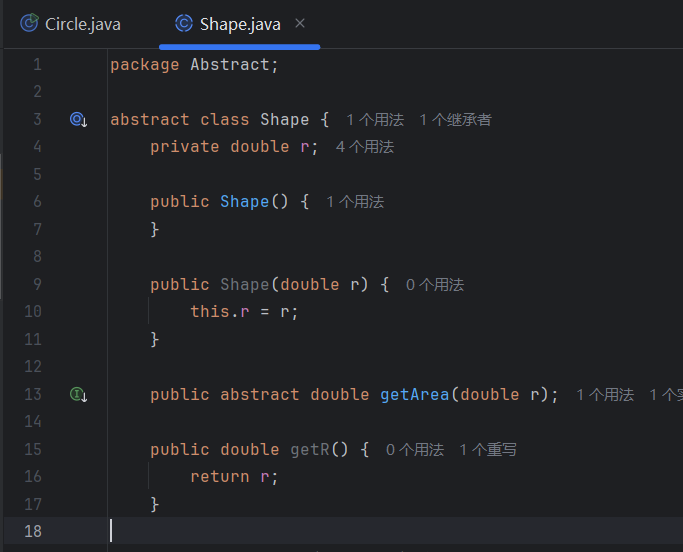 Circle.java Shape.java
1 package Abstract;
2
3 abstract class Shape { 1 个用法 1 个继承者
4 private double r; 4 个用法
5
6 public Shape() { 1 个用法
7 }
8
9 public Shape(double r) { 0 个用法
10 this.r = r;
11 }
12
13 public abstract double getArea(double r); 1 个用法 1 个
14
15 public double getR() { 0 个用法 1 个重写
16 return r;
17 }
18